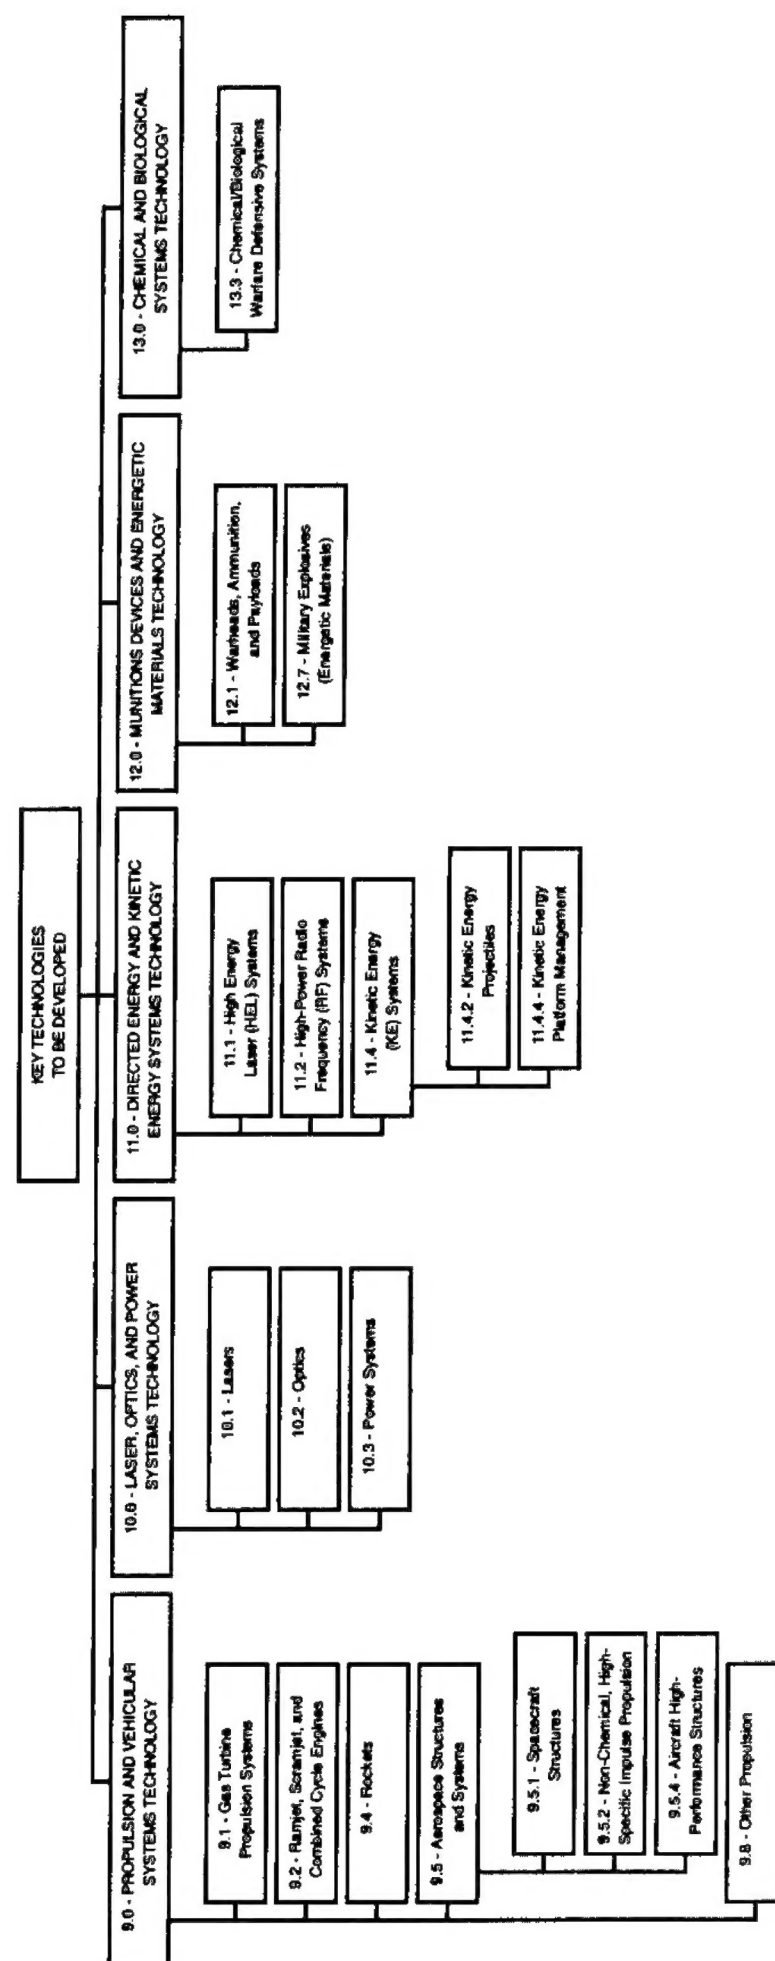 KEY TECHNOLOGIES
TO BE DEVELOPED
9.0 - PROPULSION AND VEHICULAR
SYSTEMS TECHNOLOGY
9.1 - Gas Turbine
Propulsion Systems
9.2 - Ramjet, Scramjet, and
Combined Cycle Engines
9.4 - Rockets
9.5 - Aerospace Structures
and Systems
9.5.1 - Spacecraft
Structures
9.5.2 - Non-Chemical, High-
Specific Impulse Propulsion
9.5.4 - Aircraft High-
Performance Structures
9.8 - Other Propulsion
10.0 - LASER, OPTICS, AND POWER
SYSTEMS TECHNOLOGY
10.1 - Lasers
10.2 - Optics
10.3 - Power Systems
11.0 - DIRECTED ENERGY AND KINETIC
ENERGY SYSTEMS TECHNOLOGY
11.1 - High Energy
Laser (HEL) Systems
11.2 - High-Power Radio
Frequency (RF) Systems
11.4 - Kinetic Energy
(KE) Systems
11.4.2 - Kinetic Energy
Projectiles
11.4.4 - Kinetic Energy
Platform Management
12.0 - MUNITIONS DEVICES AND ENERGETIC
MATERIALS TECHNOLOGY
12.1 - Warheads, Ammunition,
and Payloads
12.7 - Military Explosives
(Energetic Materials)
13.0 - CHEMICAL AND BIOLOGICAL
SYSTEMS TECHNOLOGY
13.3 - Chemical/Biological
Warfare Defensive Systems